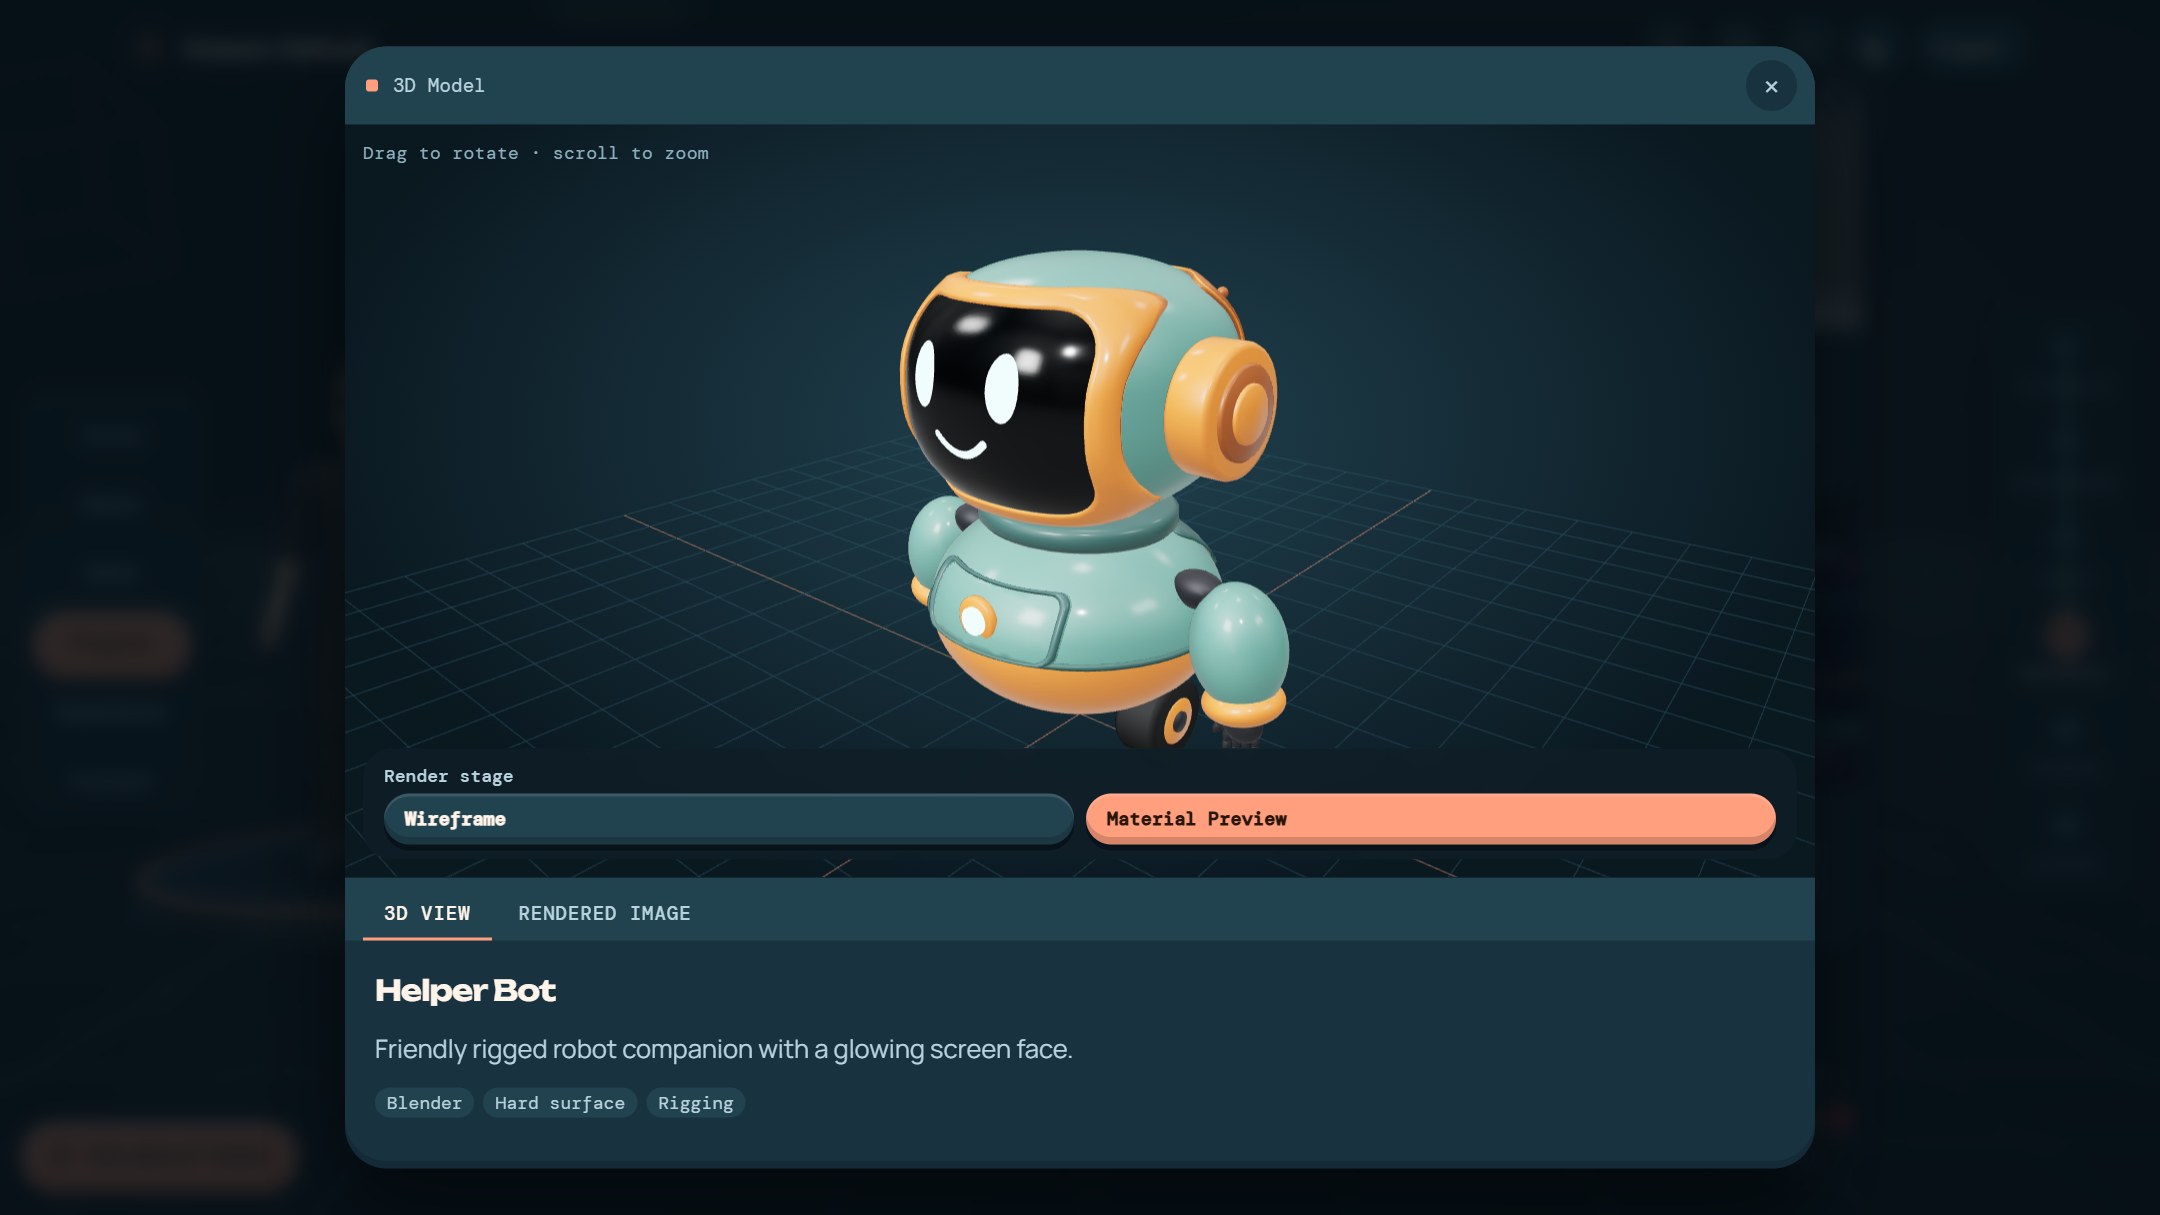 3D Model
×
Drag to rotate · scroll to zoom
Render stage
Wireframe
Material Preview
3D VIEW
RENDERED IMAGE
Helper Bot
Friendly rigged robot companion with a glowing screen face.
Blender
Hard surface
Rigging